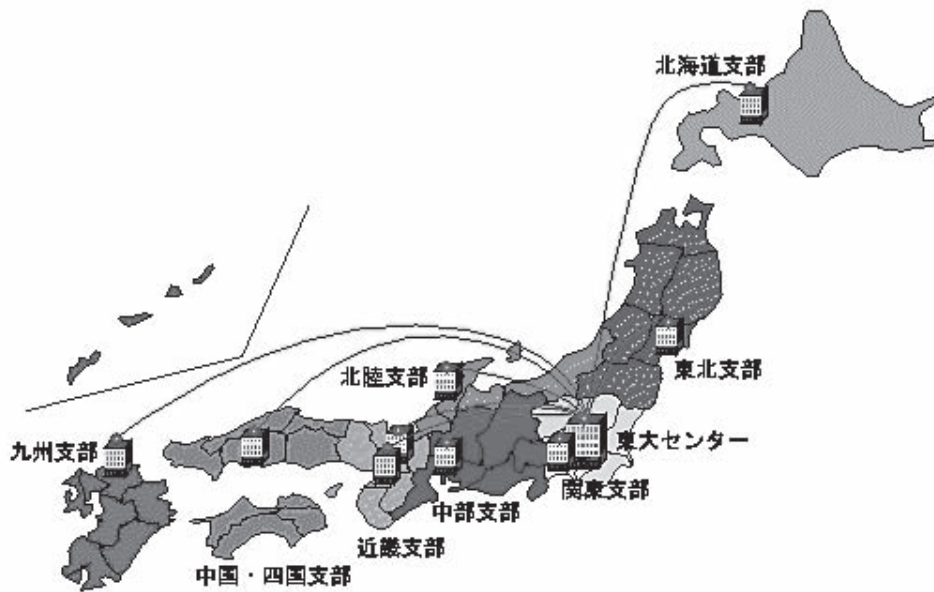 北海道支部
東北支部
北陸支部
東大センター
九州支部
関東支部
中部支部
近畿支部
中国・四国支部